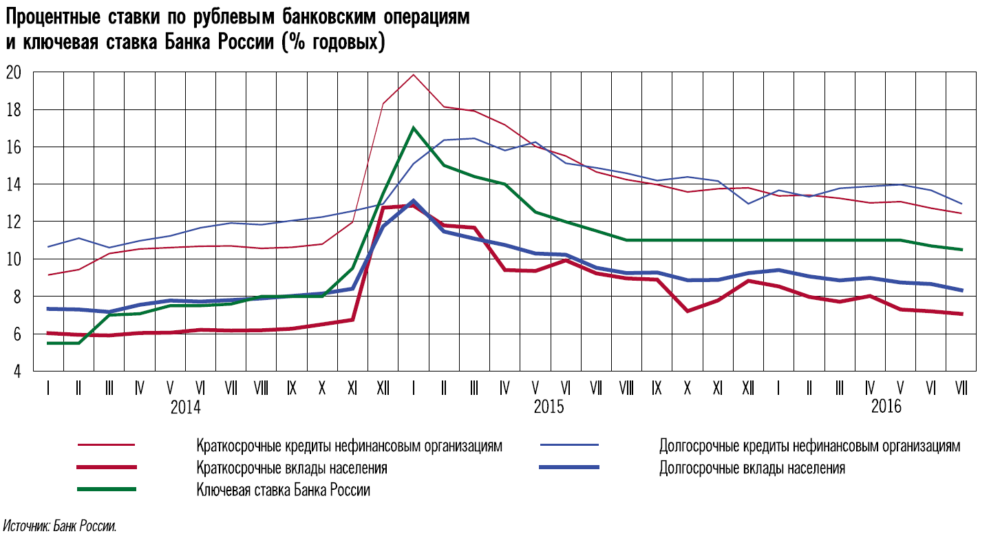 Процентные ставки по рублевым банковским операциям
и ключевая ставка Банка России (% годовых)
20
18
16
14
12
10
8
6
4
I II III IV V VI VII VIII IX X XI XII I II III IV V VI VII VIII IX X XI XII I II III IV V VI VII
2014 2015 2016
Краткосрочные кредиты нефинансовым организациям Долгосрочные кредиты нефинансовым организациям
Краткосрочные вклады населения Долгосрочные вклады населения
Ключевая ставка Банка России
Источник: Банк России.